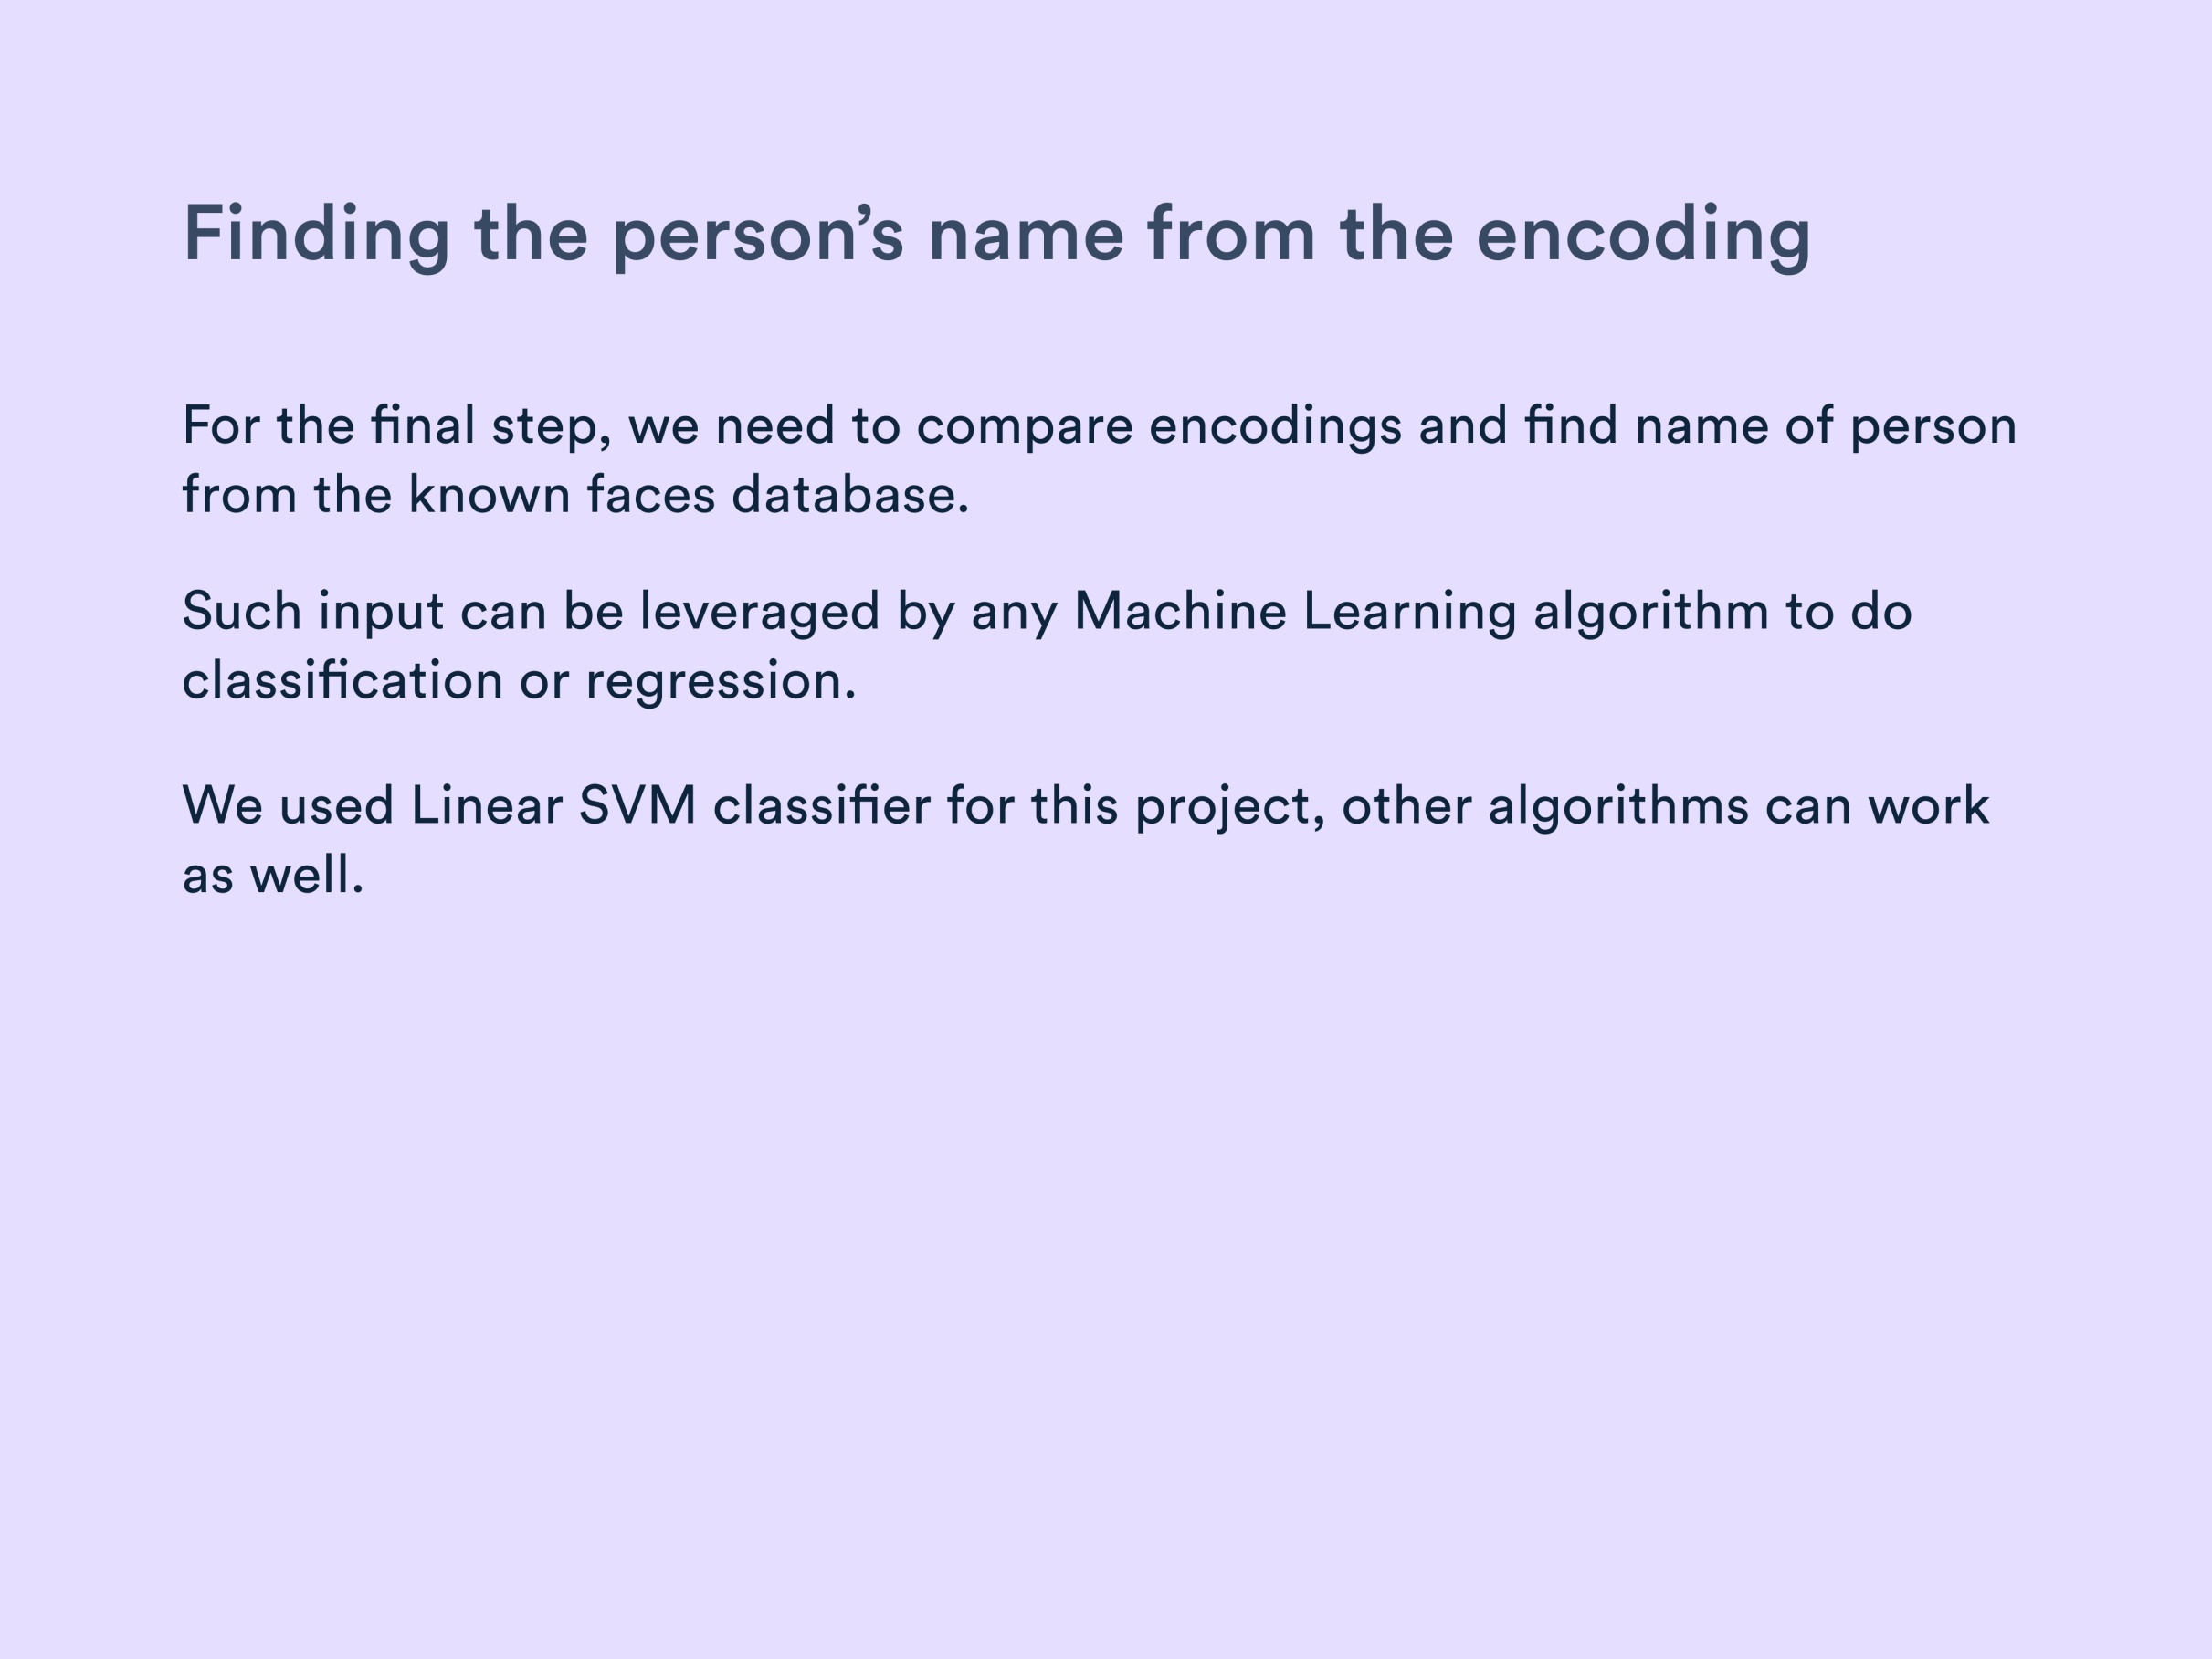 Finding the person’s name from the encoding
For the final step, we need to compare encodings and find name of person
from the known faces database.
Such input can be leveraged by any Machine Learning algorithm to do
classification or regression.
We used Linear SVM classifier for this project, other algorithms can work
as well.